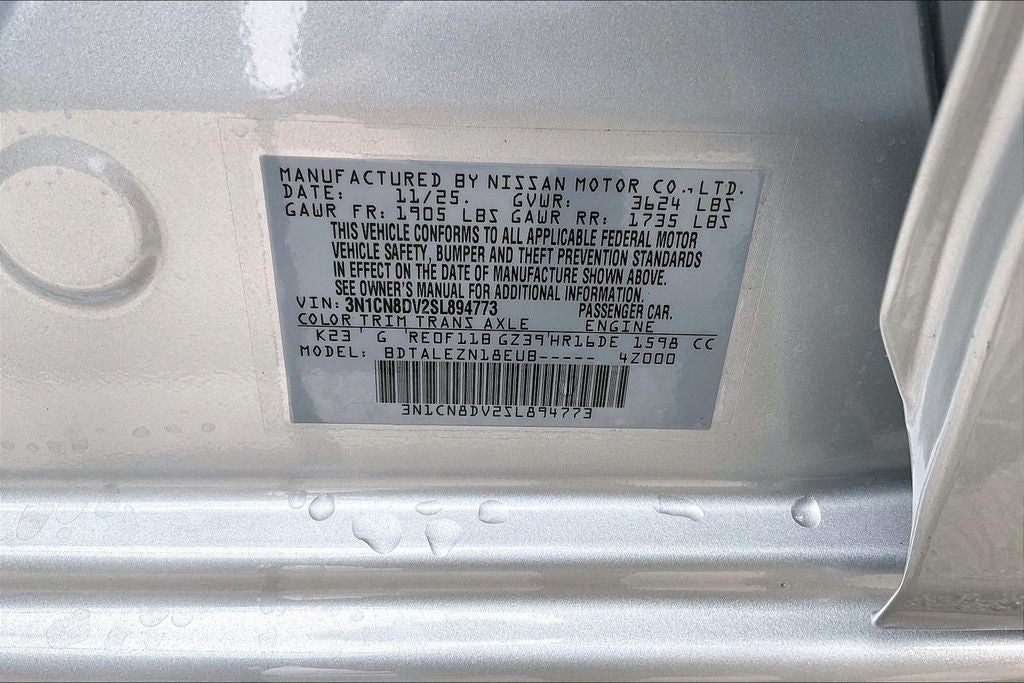 MANUFACTURED BY NISSAN MOTOR CO.,LTD.
DATE: 11/25. GVWR: 3624 LBS
GAWR FR: 1905 LBS GAWR RR: 1735 LBS
THIS VEHICLE CONFORMS TO ALL APPLICABLE FEDERAL MOTOR
VEHICLE SAFETY, BUMPER AND THEFT PREVENTION STANDARDS
IN EFFECT ON THE DATE OF MANUFACTURE SHOWN ABOVE.
SEE OWNER'S MANUAL FOR ADDITIONAL INFORMATION.
VIN: 3N1CN8DV2SL894773 PASSENGER CAR.
COLOR TRIM TRANS AXLE ENGINE
K23 G RE0F11B GZ39 HR16DE 1598 CC
MODEL: BDTALEZN18EUB----- 4Z000
3N1CN8DV2SL894773